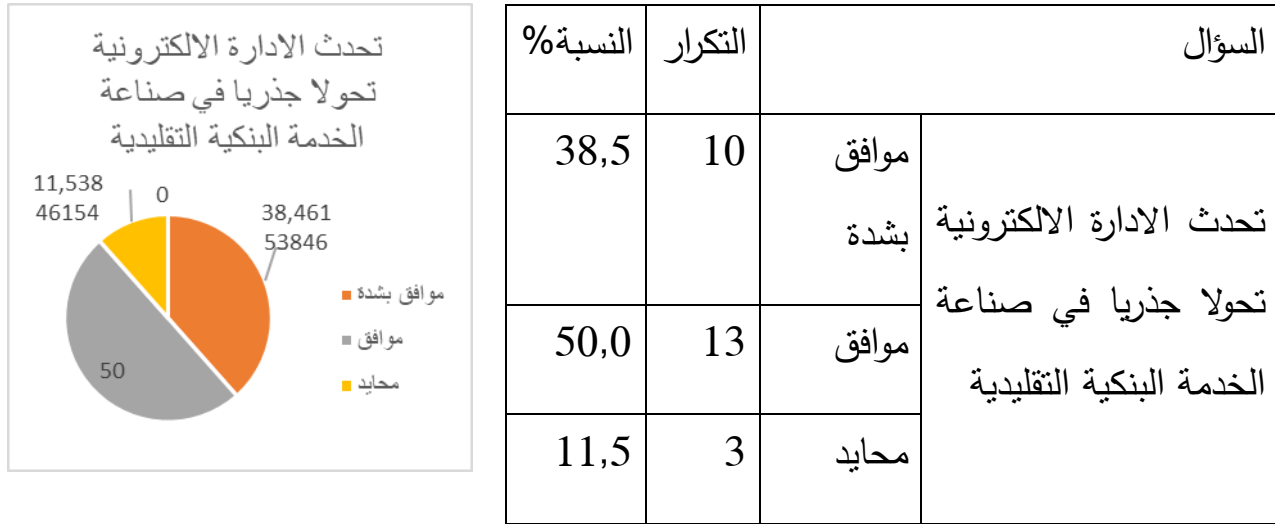 تحدث الادارة الالكترونية
تحولا جذريا في صناعة
الخدمة البنكية التقليدية
11,538
46154
0
38,461
53846
50
موافق بشدة
موافق
محايد
السؤال
التكرار
النسبة%
تحدث الادارة الالكترونية
تحولا جذريا في صناعة
الخدمة البنكية التقليدية
موافق
بشدة
10
38,5
موافق
13
50,0
محايد
3
11,5